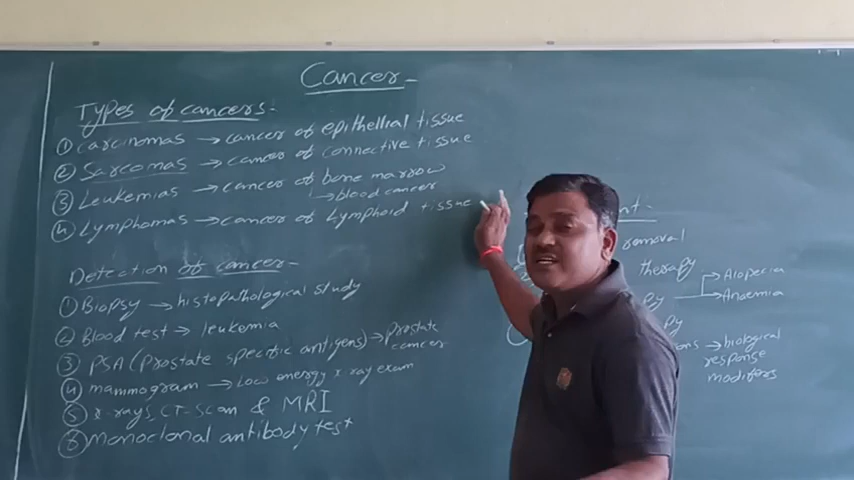 Cancer-
Types of cancers:-
① Carcinomas → cancer of epithellial tissue
② Sarcomas → cancer of connective tissue
③ Leukemias → cancer of bone marrow
↳ blood cancer
④ Lymphomas → cancer of Lymphoid tissue
Detection of cancer:-
① Biopsy → histopathological study
② Blood test → leukemia
③ PSA (Prostate specific antigens) → prostate cancer
④ mammogram → Low energy x-ray exam
⑤ x-rays, CT-Scan & MRI
⑥ Monoclonal antibody test
removal
therapy
→ Alopecia
→ Anaemia
→ biological
response
modifers